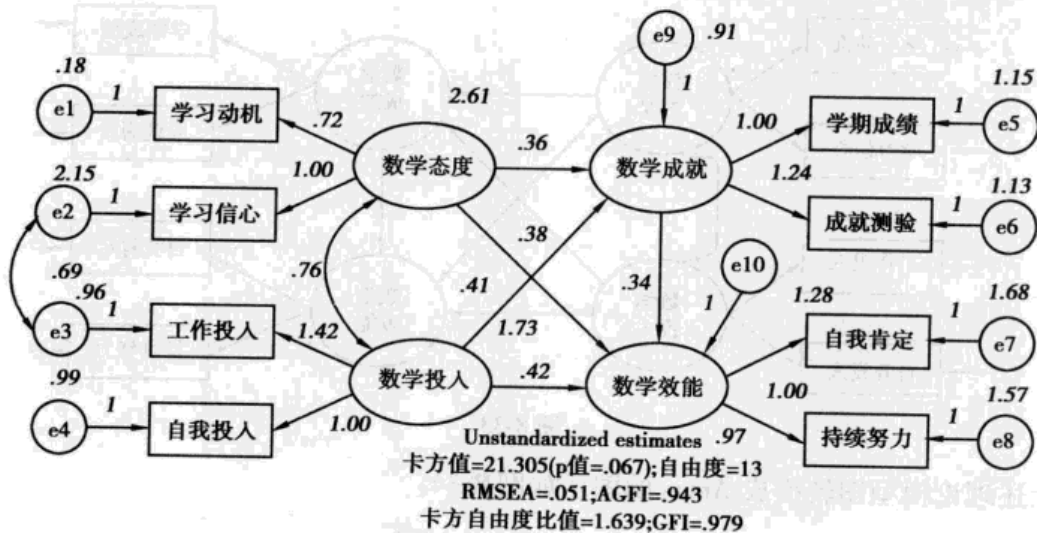 .91
e9
.18
1.15
1
1
2.61
1
e1
学习动机
.72
1.00
学期成绩
e5
.36
数学态度
数学成就
2.15
1.00
1.24
1.13
1
1
e2
学习信心
.38
成就测验
e6
.76
e10
.69
.41
.34
.96
1
1.28
1.68
1
1
e3
工作投入
1.42
1.73
自我肯定
e7
.99
数学投入
.42
数学效能
1.00
1.57
1
1
e4
自我投入
1.00
.97
持续努力
e8
Unstandardized estimates
卡方值=21.305(p值=.067);自由度=13
RMSEA=.051;AGFI=.943
卡方自由度比值=1.639;GFI=.979